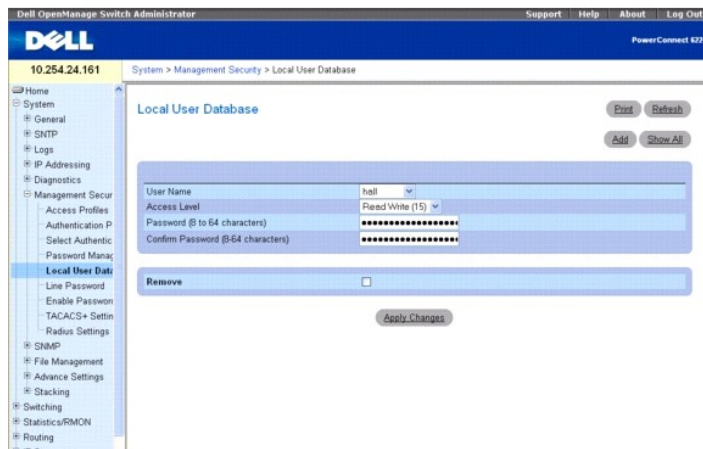 Dell OpenManage Switch Administrator
Support Help About Log Out
DELL
PowerConnect 622
10.254.24.161
System > Management Security > Local User Database
Home
System
General
SNTP
Logs
IP Addressing
Diagnostics
Management Secur
Access Profiles
Authentication P
Select Authentic
Password Manag
Local User Data
Line Password
Enable Passwor
TACACS+ Settin
Radius Settings
SNMP
File Management
Advance Settings
Stacking
Switching
Statistics/RMON
Routing
Local User Database
Print Refresh
Add Show All
User Name hall
Access Level Read Write (15)
Password (8 to 64 characters)
Confirm Password (8-64 characters)
Remove
Apply Changes